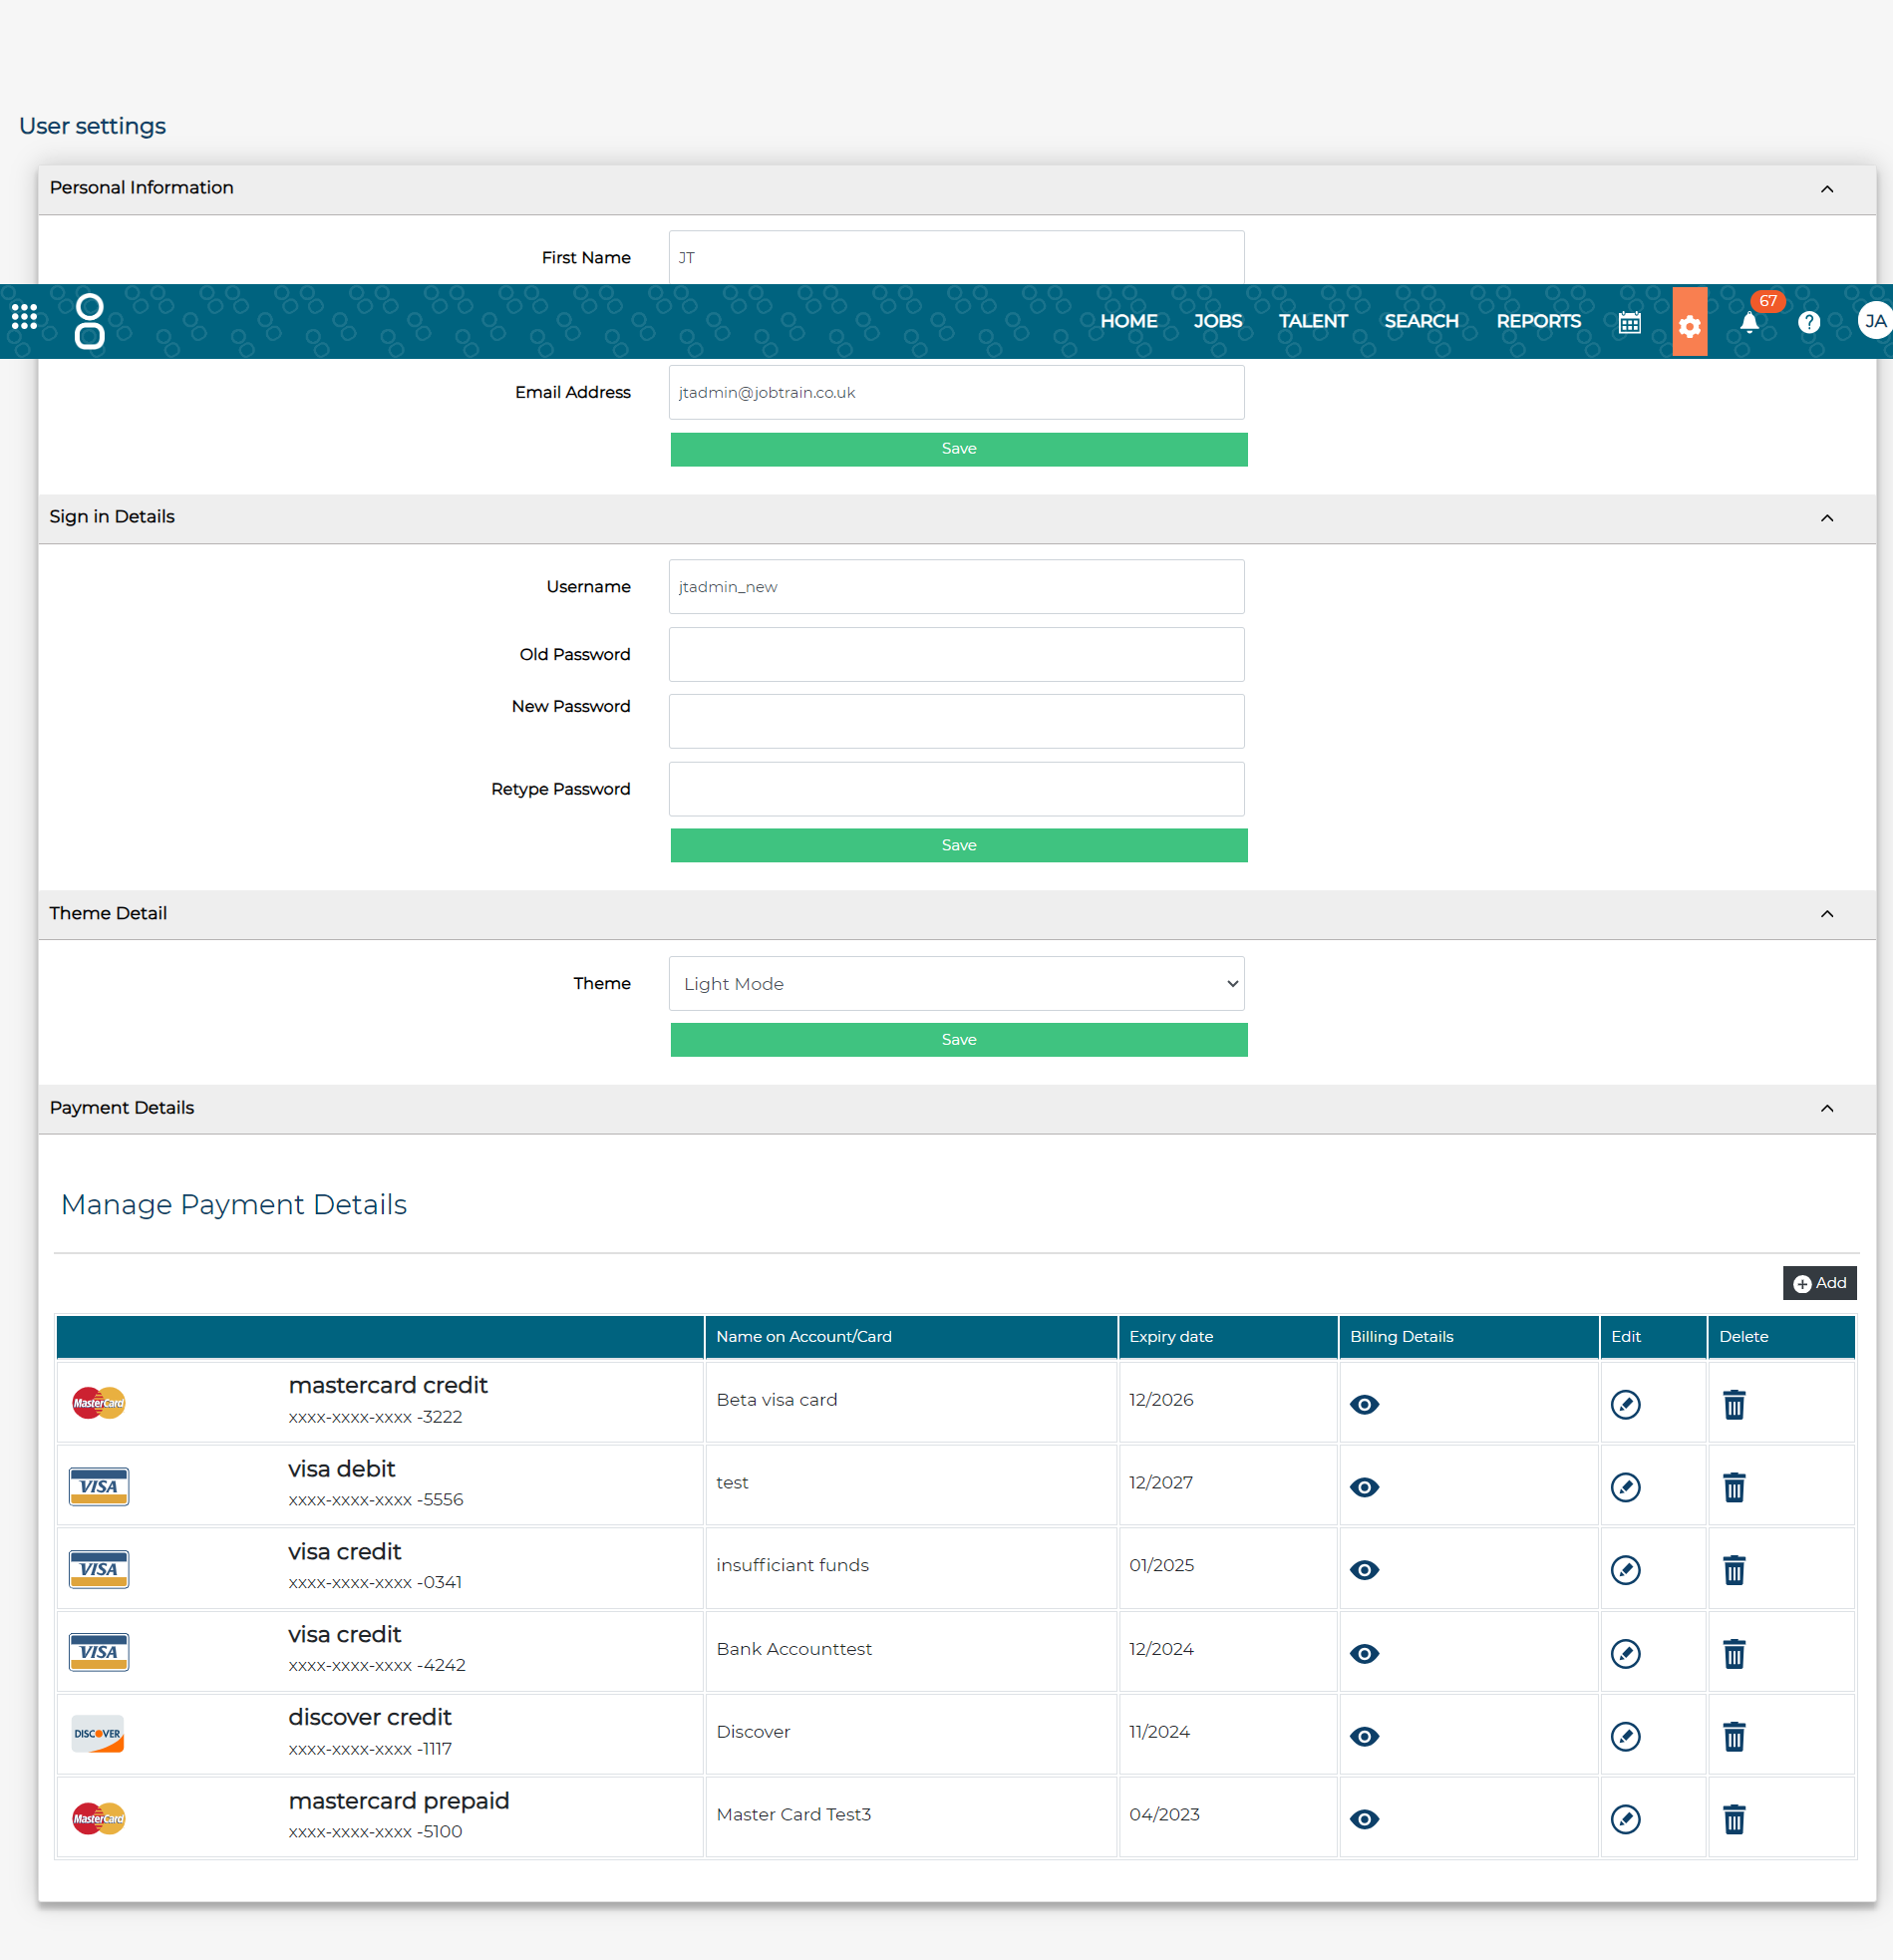 User settings
Personal Information
First Name JT
HOME JOBS TALENT SEARCH REPORTS 67 ? JA
Email Address jtadmin@jobtrain.co.uk
Save
Sign in Details
Username jtadmin_new
Old Password
New Password
Retype Password
Save
Theme Detail
Theme Light Mode
Save
Payment Details
Manage Payment Details
Add
Name on Account/Card Expiry date Billing Details Edit Delete
MasterCard mastercard credit Beta visa card 12/2026
xxxx-xxxx-xxxx -3222
VISA visa debit test 12/2027
xxxx-xxxx-xxxx -5556
VISA visa credit insufficiant funds 01/2025
xxxx-xxxx-xxxx -0341
VISA visa credit Bank Accounttest 12/2024
xxxx-xxxx-xxxx -4242
DISCOVER discover credit Discover 11/2024
xxxx-xxxx-xxxx -1117
MasterCard mastercard prepaid Master Card Test3 04/2023
xxxx-xxxx-xxxx -5100